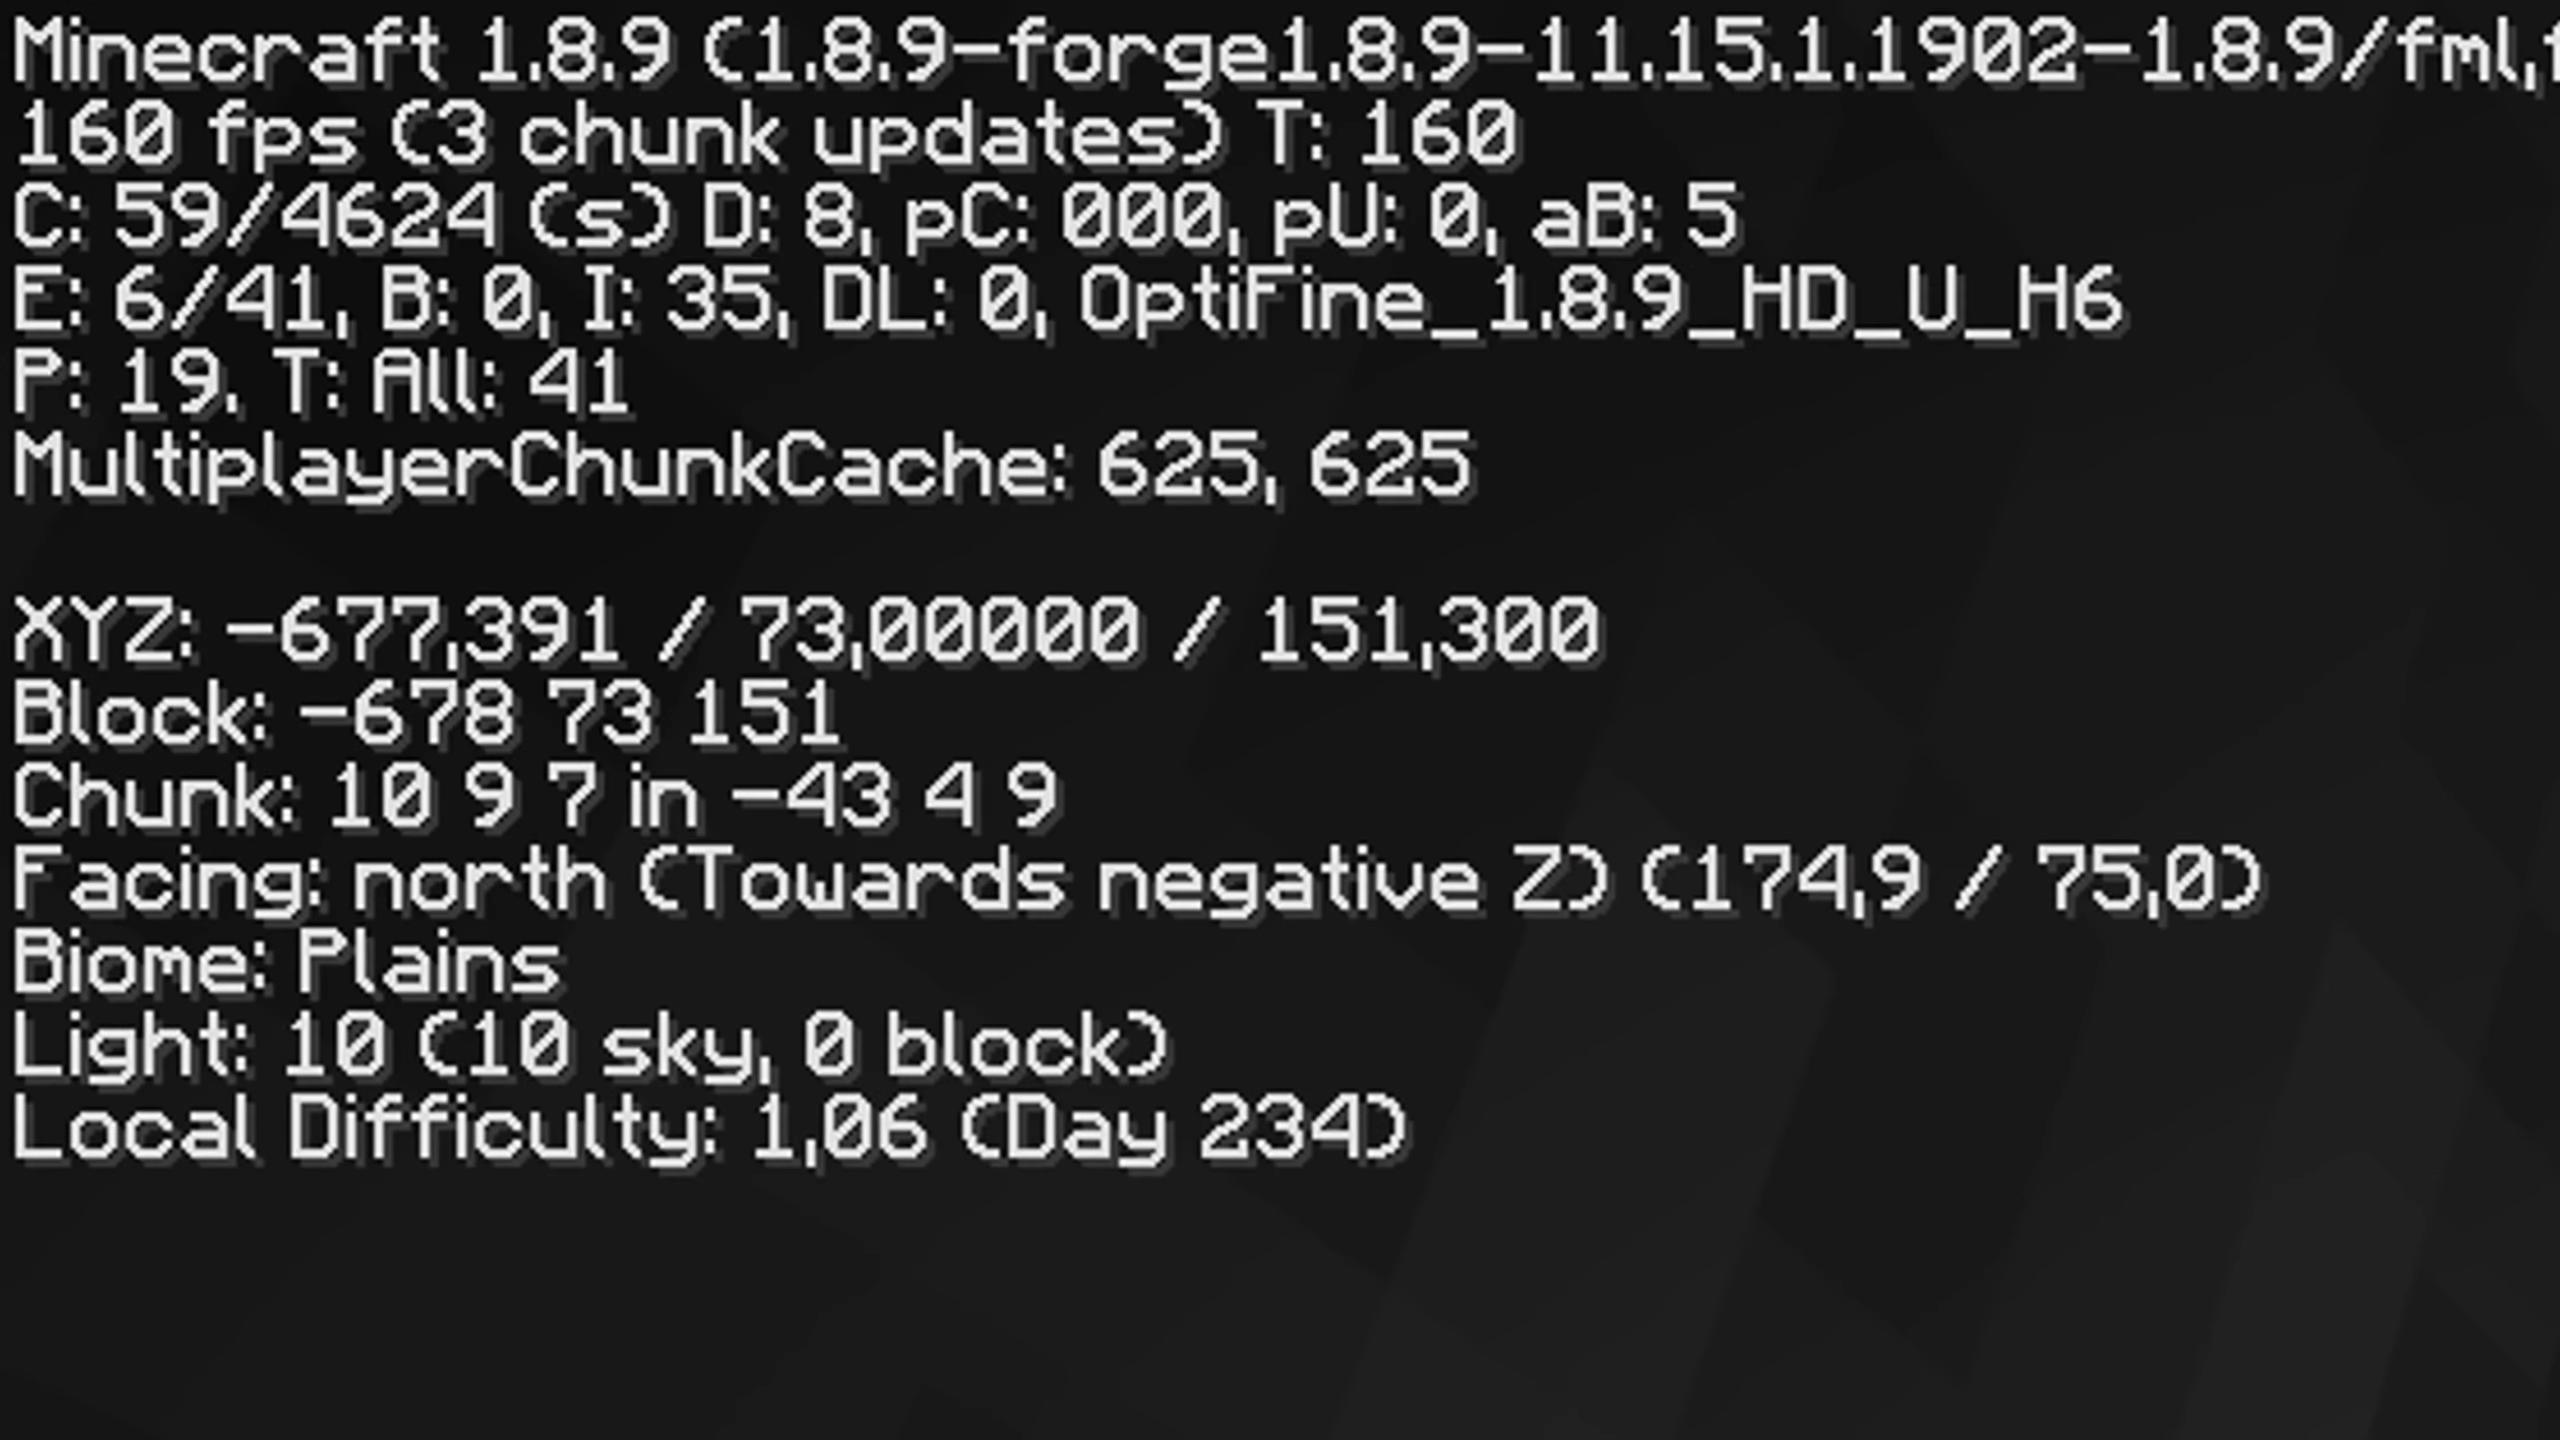 Minecraft 1.8.9 (1.8.9-forge1.8.9-11.15.1.1902-1.8.9/fml,f
160 fps (3 chunk updates) T: 160
C: 59/4624 (s) D: 8, pC: 000, pU: 0, aB: 5
E: 6/41, B: 0, I: 35, DL: 0, OptiFine_1.8.9_HD_U_H6
P: 19. T: All: 41
MultiplayerChunkCache: 625, 625
XYZ: -677,391 / 73,00000 / 151,300
Block: -678 73 151
Chunk: 10 9 7 in -43 4 9
Facing: north (Towards negative Z) (174,9 / 75,0)
Biome: Plains
Light: 10 (10 sky, 0 block)
Local Difficulty: 1,06 (Day 234)